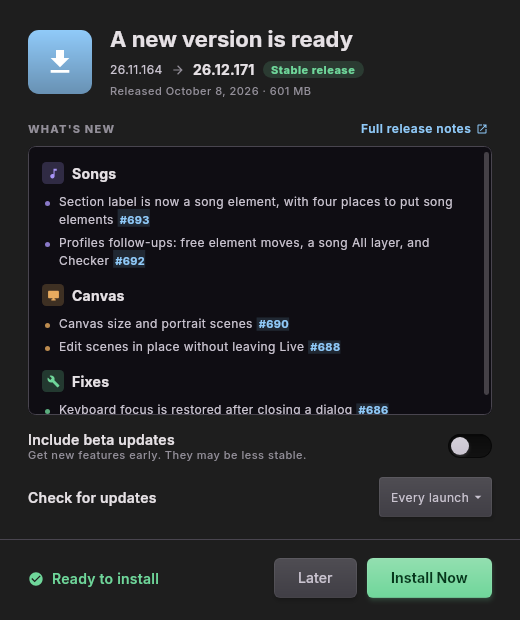 A new version is ready
26.11.164 → 26.12.171 Stable release
Released October 8, 2026 · 601 MB
WHAT'S NEW
Full release notes
Songs
Section label is now a song element, with four places to put song
elements #693
Profiles follow-ups: free element moves, a song All layer, and
Checker #692
Canvas
Canvas size and portrait scenes #690
Edit scenes in place without leaving Live #688
Fixes
Keyboard focus is restored after closing a dialog #686
Include beta updates
Get new features early. They may be less stable.
Check for updates
Every launch
Ready to install
Later
Install Now